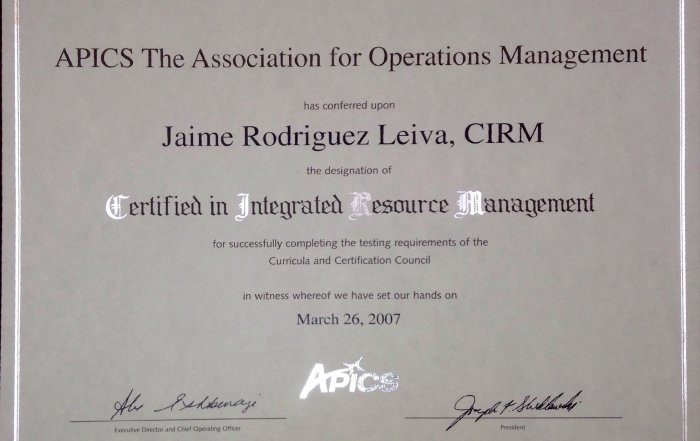 APICS The Association for Operations Management
has conferred upon
Jaime Rodriguez Leiva, CIRM
the designation of
Certified in Integrated Resource Management
for successfully completing the testing requirements of the
Curricula and Certification Council
in witness whereof we have set our hands on
March 26, 2007
APICS
Executive Director and Chief Operating Officer
President